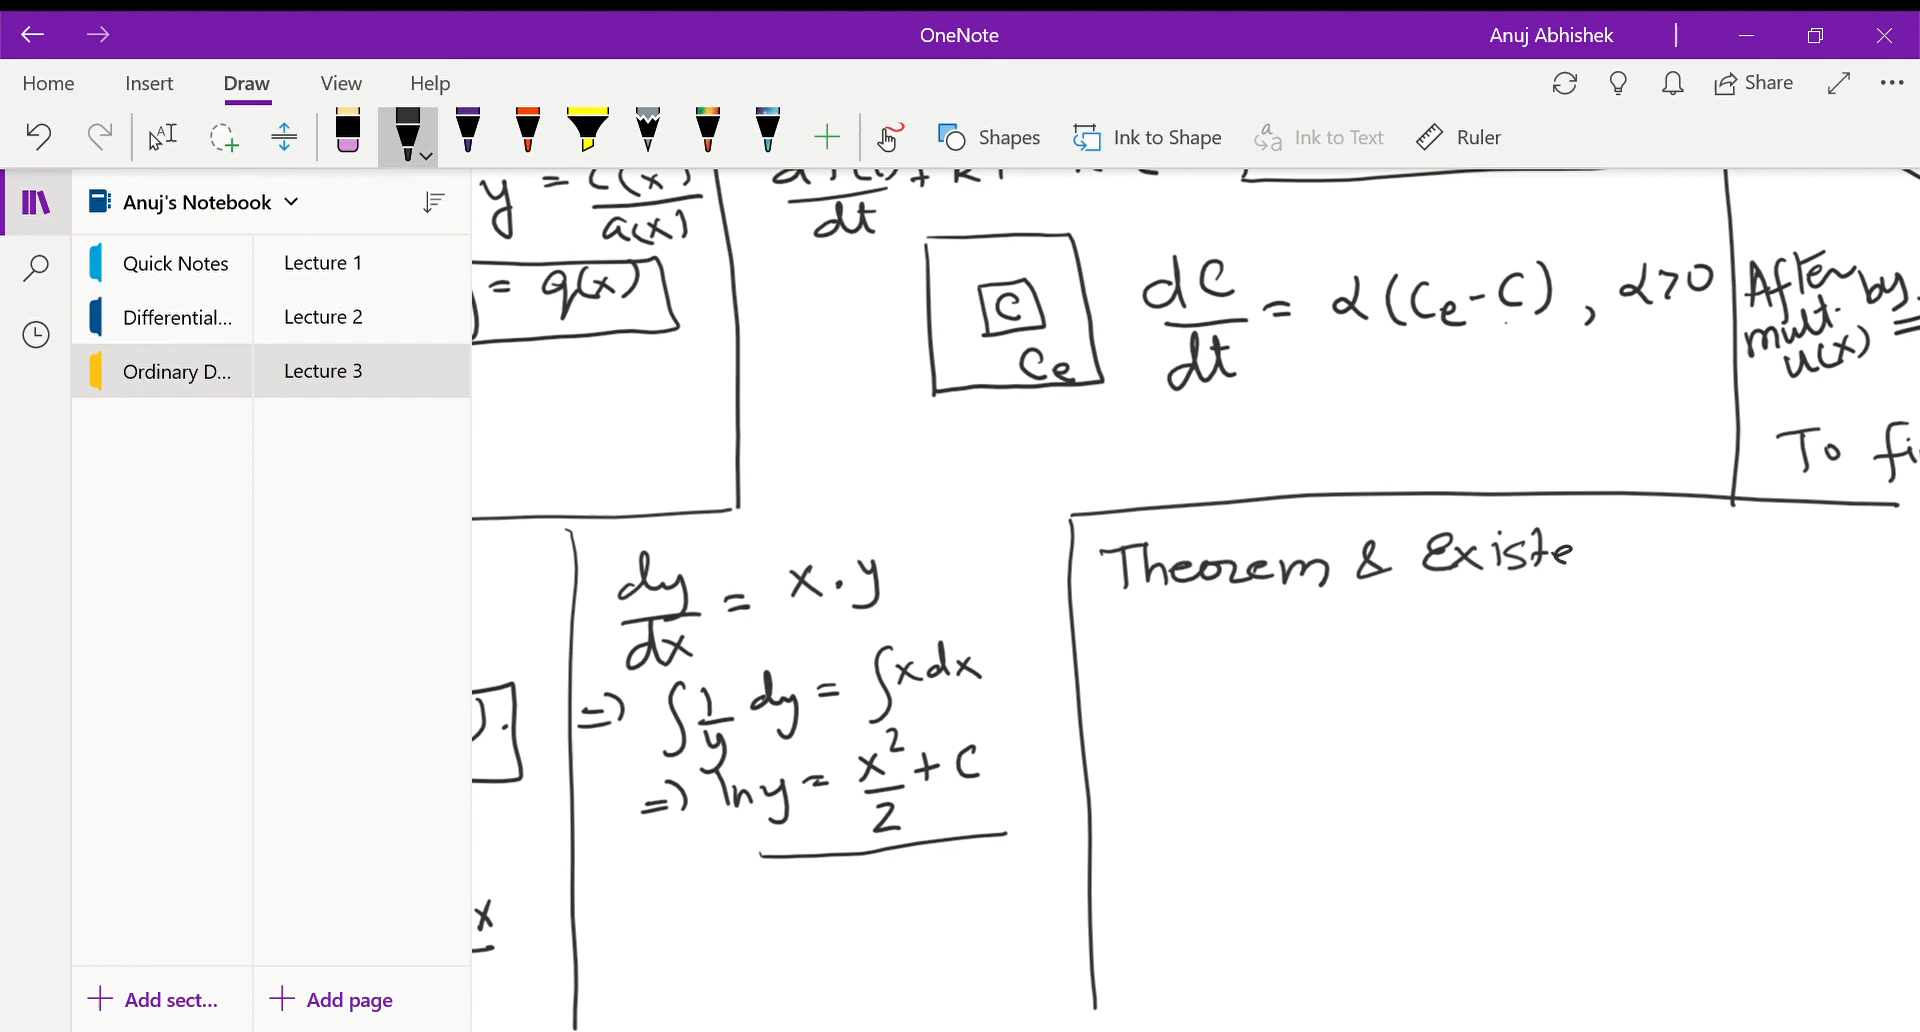 OneNote
Anuj Abhishek
Home Insert Draw View Help
Share
Shapes Ink to Shape Ink to Text Ruler
Anuj's Notebook
Quick Notes
Differential...
Ordinary D...
Lecture 1
Lecture 2
Lecture 3
Add sect...
Add page
y = c(x)/a(x)
= q(x)
dt
C
Ce
dC/dt = α(Ce-C), α>0
After
mult. by
u(x) =
To fi
dy/dx = x.y
=> ∫1/y dy = ∫xdx
=> ln y = x²/2 + C
x
Theorem & Existe